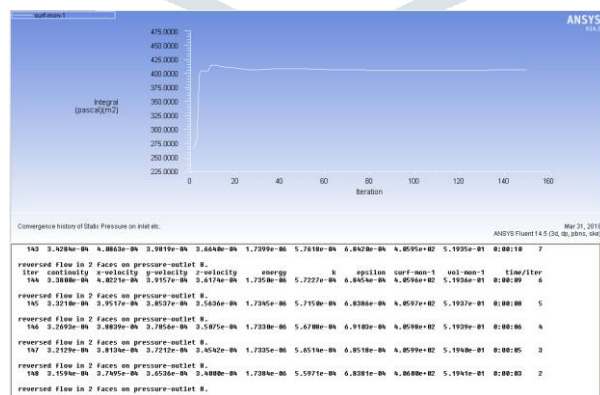 surf-mon-1
ANSYS
R14.5
475.0000
450.0000
425.0000
400.0000
375.0000
350.0000
325.0000
300.0000
275.0000
250.0000
225.0000
Integral
(pascal)(m2)
0 20 40 60 80 100 120 140 160
Iteration
Convergence history of Static Pressure on inlet etc.
Mar 31, 2019
ANSYS Fluent 14.5 (3d, dp, pbns, ske)
143 3.4284e-04 4.0863e-04 3.9819e-04 3.6640e-04 1.7399e-06 5.7618e-04 6.8420e-04 4.0595e+02 5.1935e-01 0:00:10 7
reversed flow in 2 faces on pressure-outlet 8.
iter continuity x-velocity y-velocity z-velocity energy k epsilon surf-mon-1 vol-mon-1 time/iter
144 3.3800e-04 4.0221e-04 3.9157e-04 3.6174e-04 1.7350e-06 5.7227e-04 6.8454e-04 4.0596e+02 5.1936e-01 0:00:09 6
reversed flow in 2 faces on pressure-outlet 8.
145 3.3210e-04 3.9517e-04 3.8537e-04 3.5636e-04 1.7345e-06 5.7150e-04 6.8386e-04 4.0598e+02 5.1937e-01 0:00:08 5
reversed flow in 2 faces on pressure-outlet 8.
146 3.2693e-04 3.8839e-04 3.7856e-04 3.5075e-04 1.7330e-06 5.6708e-04 6.9103e-04 4.0598e+02 5.1939e-01 0:00:06 4
reversed flow in 2 faces on pressure-outlet 8.
147 3.2129e-04 3.8134e-04 3.7212e-04 3.4542e-04 1.7335e-06 5.6514e-04 6.8518e-04 4.0599e+02 5.1940e-01 0:00:05 3
reversed flow in 2 faces on pressure-outlet 8.
148 3.1594e-04 3.7495e-04 3.6536e-04 3.4000e-04 1.7384e-06 5.5971e-04 6.8381e-04 4.0600e+02 5.1941e-01 0:00:03 2
reversed flow in 2 faces on pressure-outlet 8.